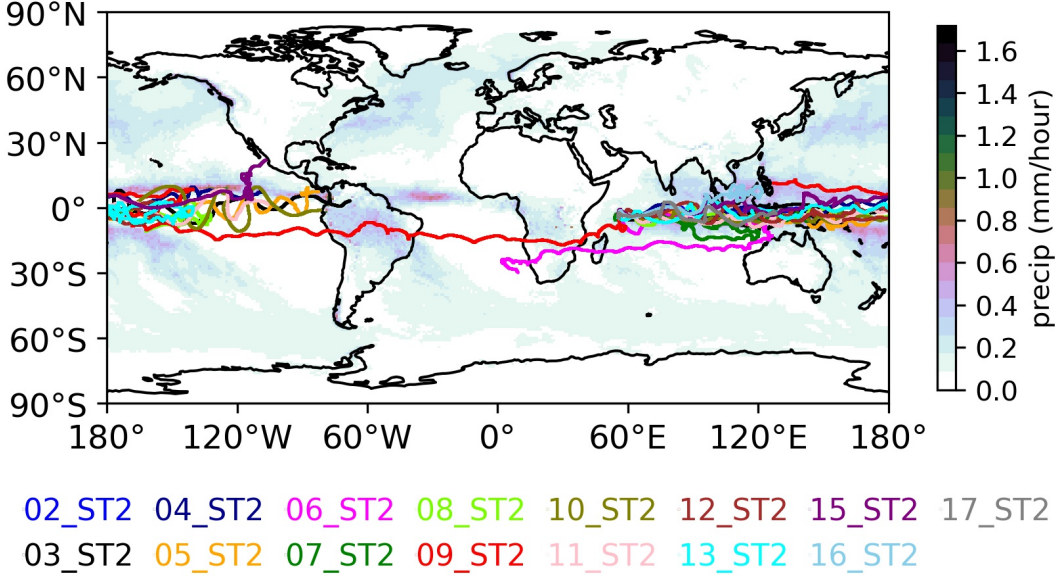 90°N
60°N
30°N
0°
30°S
60°S
90°S
180° 120°W 60°W 0° 60°E 120°E 180°
1.6
1.4
1.2
1.0
0.8
0.6
0.4
0.2
0.0
precip (mm/hour)
02_ST2 04_ST2 06_ST2 08_ST2 10_ST2 12_ST2 15_ST2 17_ST2
03_ST2 05_ST2 07_ST2 09_ST2 11_ST2 13_ST2 16_ST2